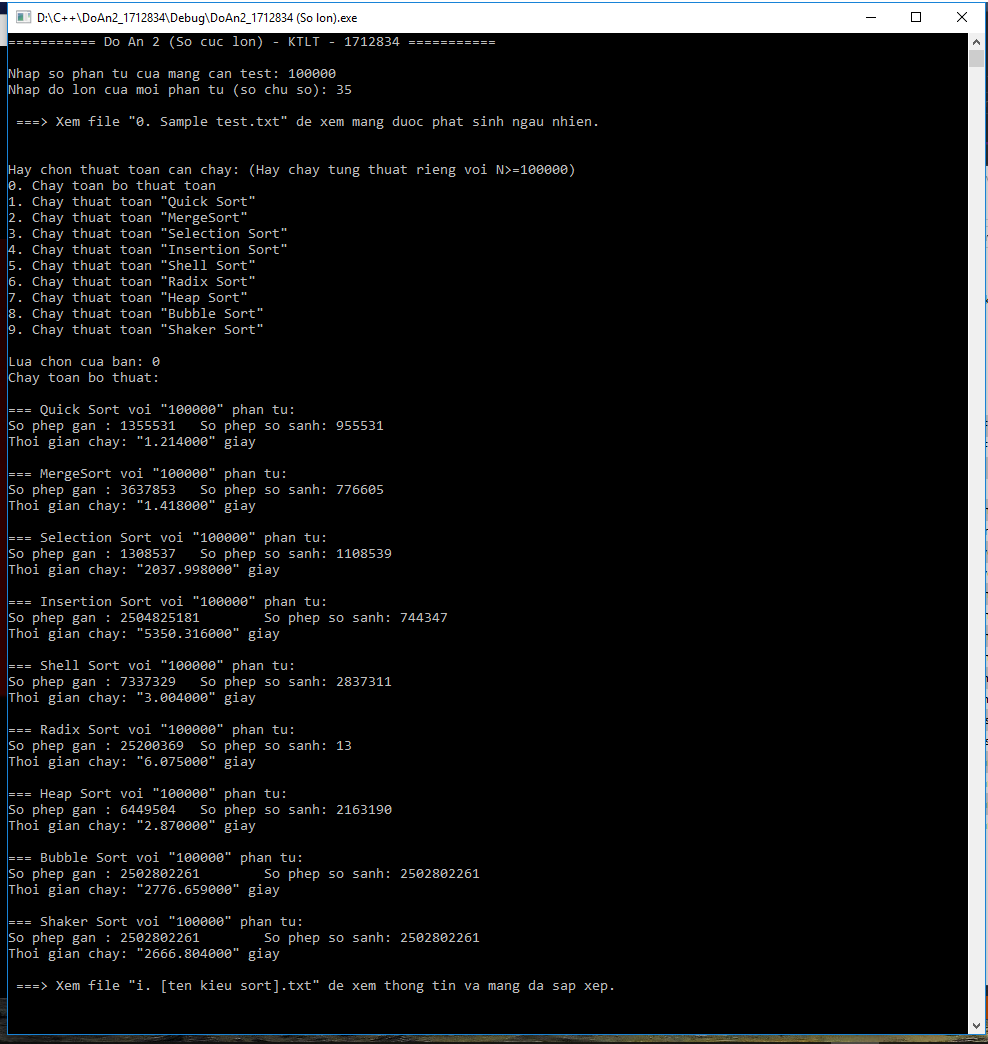 D:\C++\DoAn2_1712834\Debug\DoAn2_1712834 (So lon).exe
=========== Do An 2 (So cuc lon) - KTLT - 1712834 ===========
Nhap so phan tu cua mang can test: 100000
Nhap do lon cua moi phan tu (so chu so): 35
===> Xem file "0. Sample test.txt" de xem mang duoc phat sinh ngau nhien.
Hay chon thuat toan can chay: (Hay chay tung thuat rieng voi N>=100000)
0. Chay toan bo thuat toan
1. Chay thuat toan "Quick Sort"
2. Chay thuat toan "MergeSort"
3. Chay thuat toan "Selection Sort"
4. Chay thuat toan "Insertion Sort"
5. Chay thuat toan "Shell Sort"
6. Chay thuat toan "Radix Sort"
7. Chay thuat toan "Heap Sort"
8. Chay thuat toan "Bubble Sort"
9. Chay thuat toan "Shaker Sort"
Lua chon cua ban: 0
Chay toan bo thuat:
=== Quick Sort voi "100000" phan tu:
So phep gan : 1355531   So phep so sanh: 955531
Thoi gian chay: "1.214000" giay
=== MergeSort voi "100000" phan tu:
So phep gan : 3637853   So phep so sanh: 776605
Thoi gian chay: "1.418000" giay
=== Selection Sort voi "100000" phan tu:
So phep gan : 1308537   So phep so sanh: 1108539
Thoi gian chay: "2037.998000" giay
=== Insertion Sort voi "100000" phan tu:
So phep gan : 2504825181        So phep so sanh: 744347
Thoi gian chay: "5350.316000" giay
=== Shell Sort voi "100000" phan tu:
So phep gan : 7337329   So phep so sanh: 2837311
Thoi gian chay: "3.004000" giay
=== Radix Sort voi "100000" phan tu:
So phep gan : 25200369  So phep so sanh: 13
Thoi gian chay: "6.075000" giay
=== Heap Sort voi "100000" phan tu:
So phep gan : 6449504   So phep so sanh: 2163190
Thoi gian chay: "2.870000" giay
=== Bubble Sort voi "100000" phan tu:
So phep gan : 2502802261        So phep so sanh: 2502802261
Thoi gian chay: "2776.659000" giay
=== Shaker Sort voi "100000" phan tu:
So phep gan : 2502802261        So phep so sanh: 2502802261
Thoi gian chay: "2666.804000" giay
===> Xem file "i. [ten kieu sort].txt" de xem thong tin va mang da sap xep.